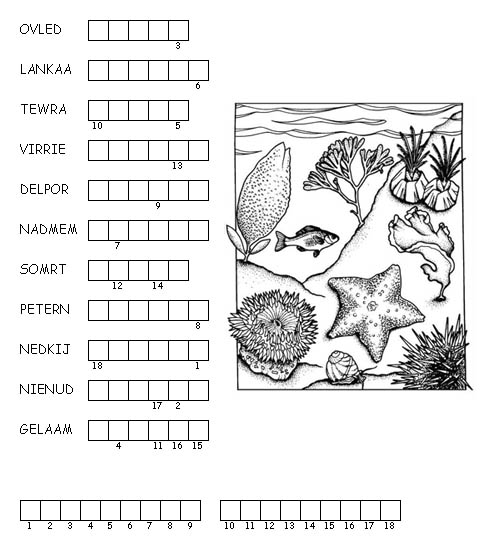 OVLED
3
LANKAA
6
TEWRA
10 5
VIRRIE
13
DELPOR
9
NADMEM
7
SOMRT
12 14
PETERN
8
NEDKIJ
18 1
NIENUD
17 2
GELAAM
4 11 16 15
1 2 3 4 5 6 7 8 9 10 11 12 13 14 15 16 17 18